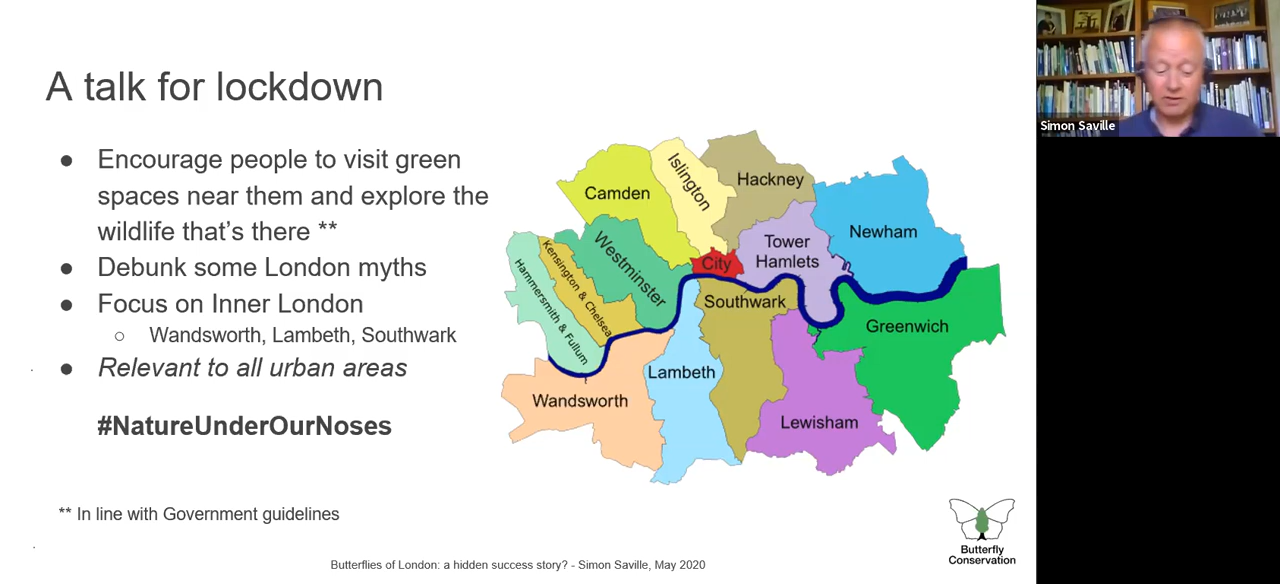 A talk for lockdown
● Encourage people to visit green
spaces near them and explore the
wildlife that's there **
● Debunk some London myths
● Focus on Inner London
○ Wandsworth, Lambeth, Southwark
● Relevant to all urban areas
#NatureUnderOurNoses
** In line with Government guidelines
Camden
Islington
Hackney
Newham
Tower
Hamlets
Westminster
City
Kensington & Chelsea
Hammersmith & Fullum
Southwark
Greenwich
Lambeth
Wandsworth
Lewisham
Butterfly
Conservation
Butterflies of London: a hidden success story? - Simon Saville, May 2020
Simon Saville